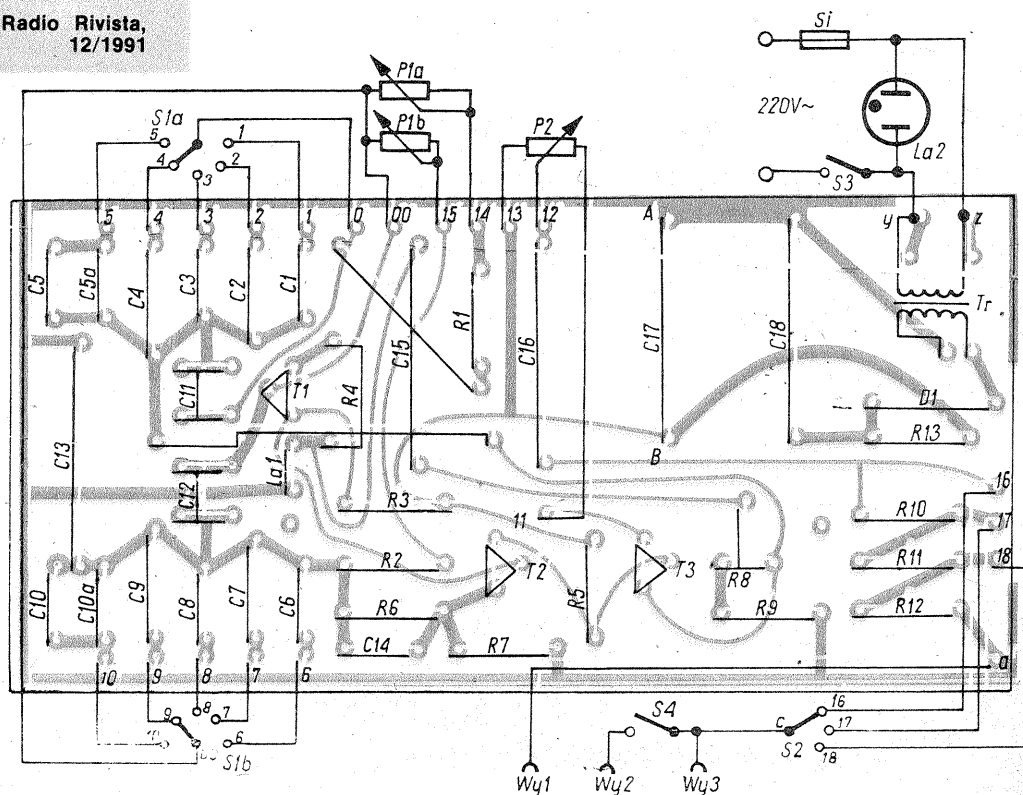 Radio Rivista,
12/1991
Si
220V~
La2
S3
P1a
P1b
P2
S1a
5
4
3
2
1
5
4
3
2
1
0
00
15
14
13
12
A
y
z
C5
C5a
C4
C3
C2
C1
C15
R1
C16
C17
C18
Tr
C11
T1
R4
D1
R13
B
C13
La1
C12
R3
11
16
R10
17
18
R11
R12
R2
T2
R5
T3
R8
R9
C10
C10a
C9
C8
C7
C6
R6
C14
R7
a
10
9
8
7
6
8
9
7
10
6
S1b
S4
c
16
17
18
S2
Wy1
Wy2
Wy3